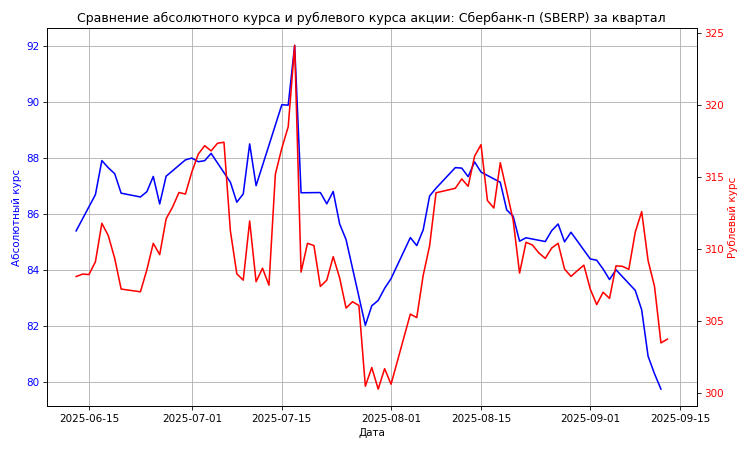 Сравнение абсолютного курса и рублевого курса акции: Сбербанк-п (SBERP) за квартал
92
90
88
86
84
82
80
Абсолютный курс
325
320
315
310
305
300
Рублевый курс
2025-06-15 2025-07-01 2025-07-15 2025-08-01 2025-08-15 2025-09-01 2025-09-15
Дата